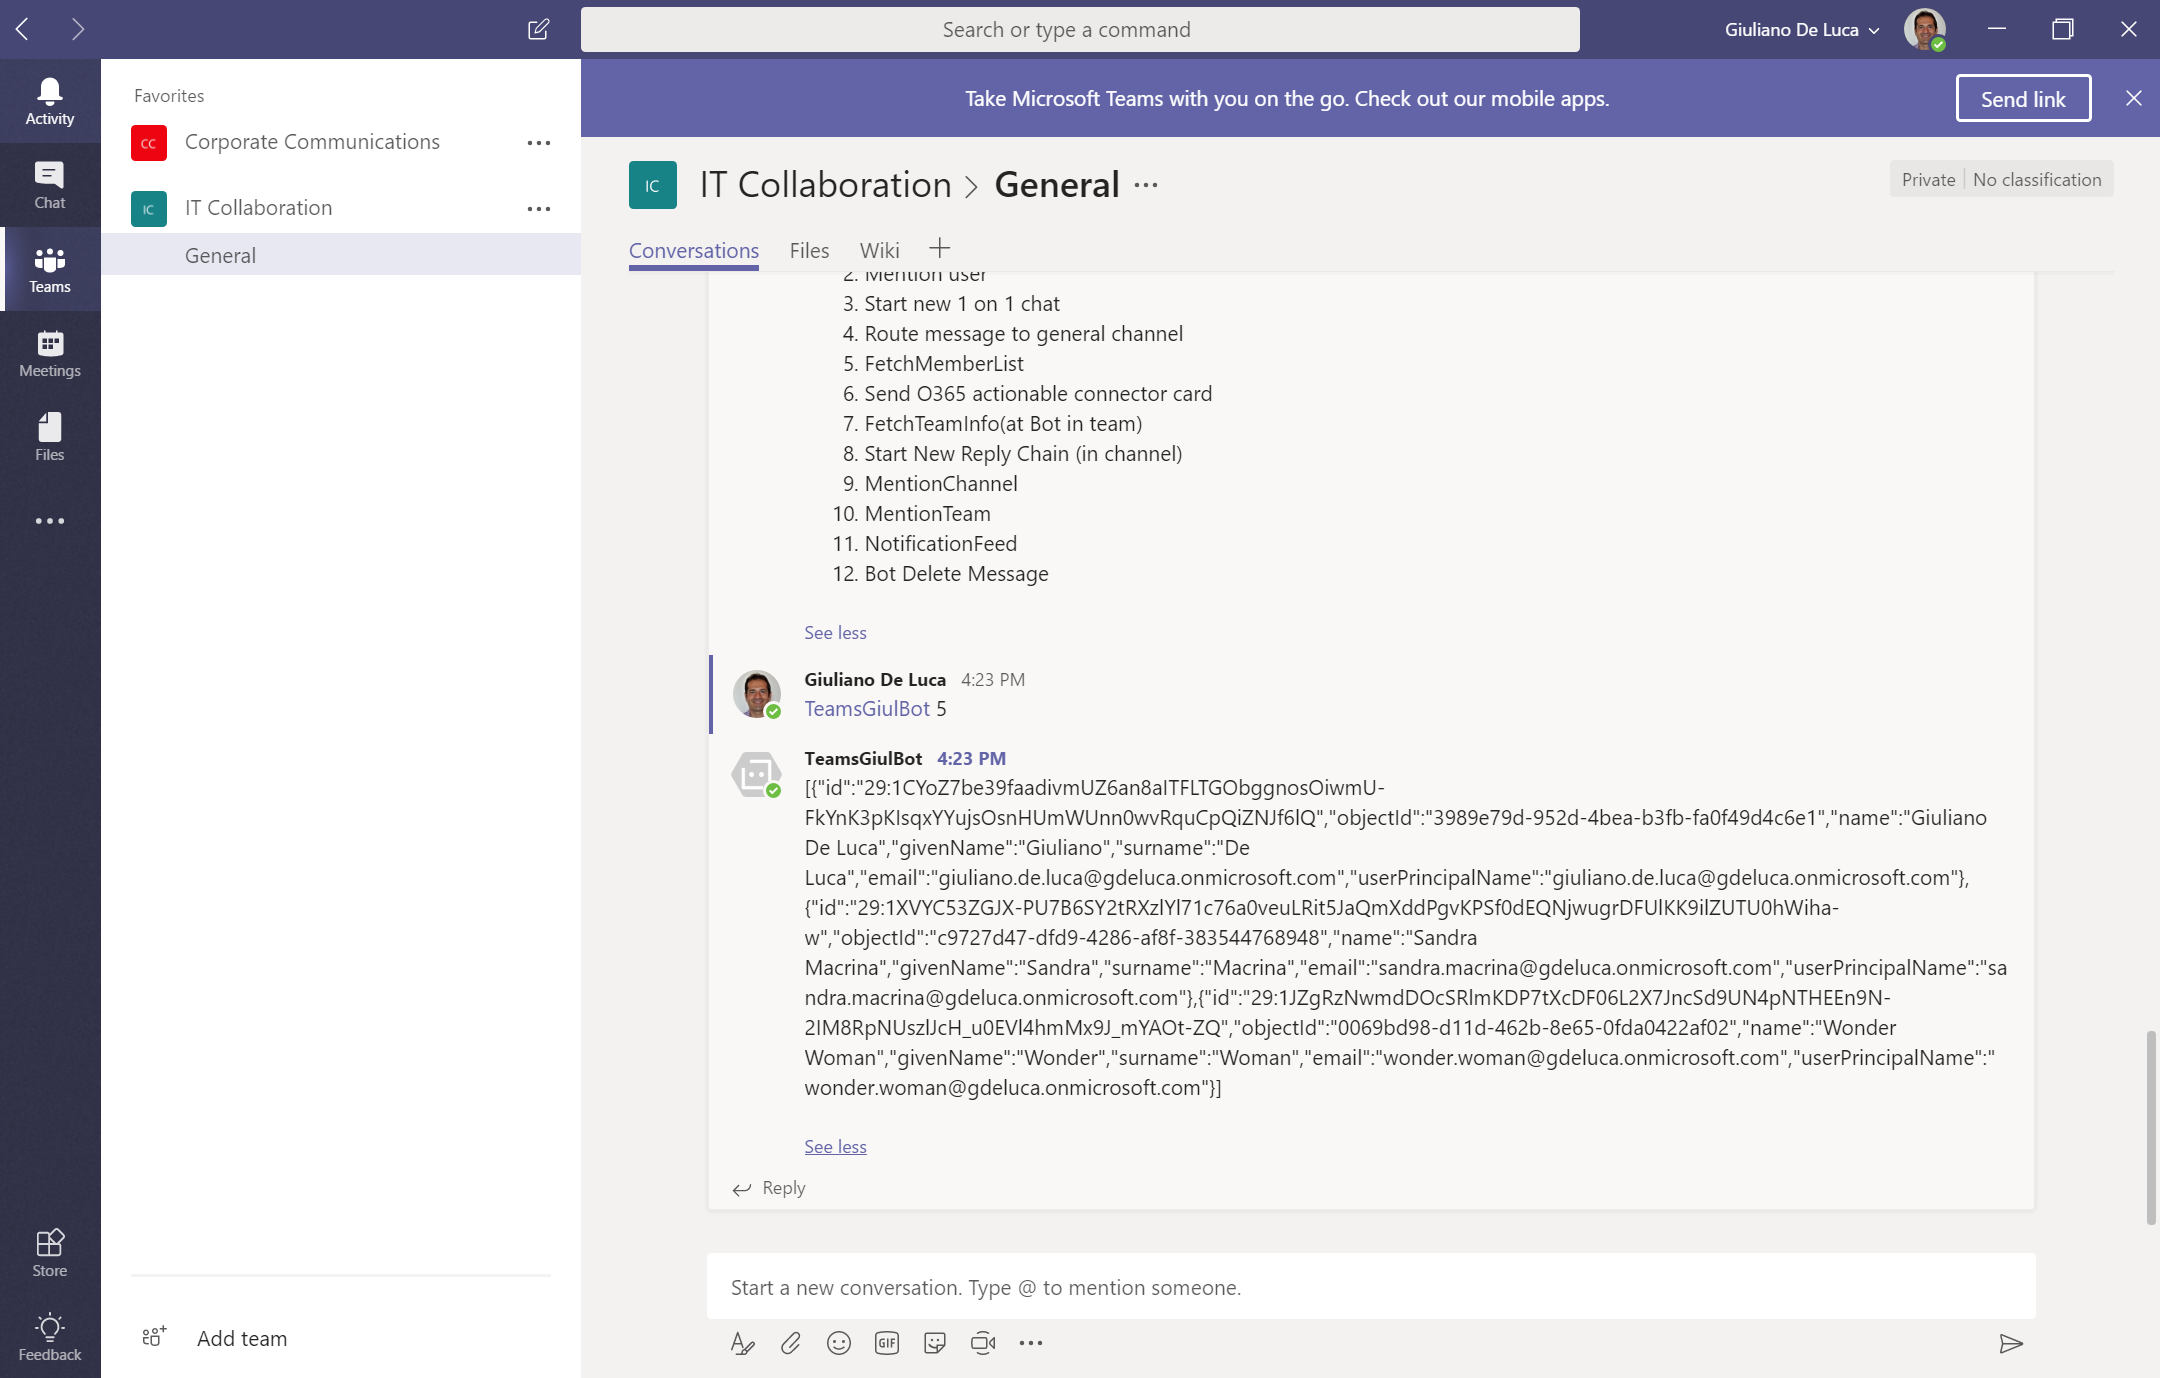 Search or type a command
Giuliano De Luca
Activity
Chat
Teams
Meetings
Files
Store
Feedback
Favorites
CC Corporate Communications
IC IT Collaboration
General
Add team
Take Microsoft Teams with you on the go. Check out our mobile apps.
Send link
IC IT Collaboration > General
Private | No classification
Conversations Files Wiki
2. Mention user
3. Start new 1 on 1 chat
4. Route message to general channel
5. FetchMemberList
6. Send O365 actionable connector card
7. FetchTeamInfo(at Bot in team)
8. Start New Reply Chain (in channel)
9. MentionChannel
10. MentionTeam
11. NotificationFeed
12. Bot Delete Message
See less
Giuliano De Luca 4:23 PM
TeamsGiulBot 5
TeamsGiulBot 4:23 PM
[{"id":"29:1CYoZ7be39faadivmUZ6an8aITFLTGObggnosOiwmU-
FkYnK3pKIsqxYYujsOsnHUmWUnn0wvRquCpQiZNJf6lQ","objectId":"3989e79d-952d-4bea-b3fb-fa0f49d4c6e1","name":"Giuliano
De Luca","givenName":"Giuliano","surname":"De
Luca","email":"giuliano.de.luca@gdeluca.onmicrosoft.com","userPrincipalName":"giuliano.de.luca@gdeluca.onmicrosoft.com"},
{"id":"29:1XVYC53ZGJX-PU7B6SY2tRXzlYl71c76a0veuLRit5JaQmXddPgvKPSf0dEQNjwugrDFUlKK9ilZUTU0hWiha-
w","objectId":"c9727d47-dfd9-4286-af8f-383544768948","name":"Sandra
Macrina","givenName":"Sandra","surname":"Macrina","email":"sandra.macrina@gdeluca.onmicrosoft.com","userPrincipalName":"sa
ndra.macrina@gdeluca.onmicrosoft.com"},{"id":"29:1JZgRzNwmdDOcSRlmKDP7tXcDF06L2X7JncSd9UN4pNTHEEn9N-
2IM8RpNUszlJcH_u0EVl4hmMx9J_mYAOt-ZQ","objectId":"0069bd98-d11d-462b-8e65-0fda0422af02","name":"Wonder
Woman","givenName":"Wonder","surname":"Woman","email":"wonder.woman@gdeluca.onmicrosoft.com","userPrincipalName":"
wonder.woman@gdeluca.onmicrosoft.com"}]
See less
Reply
Start a new conversation. Type @ to mention someone.
GIF